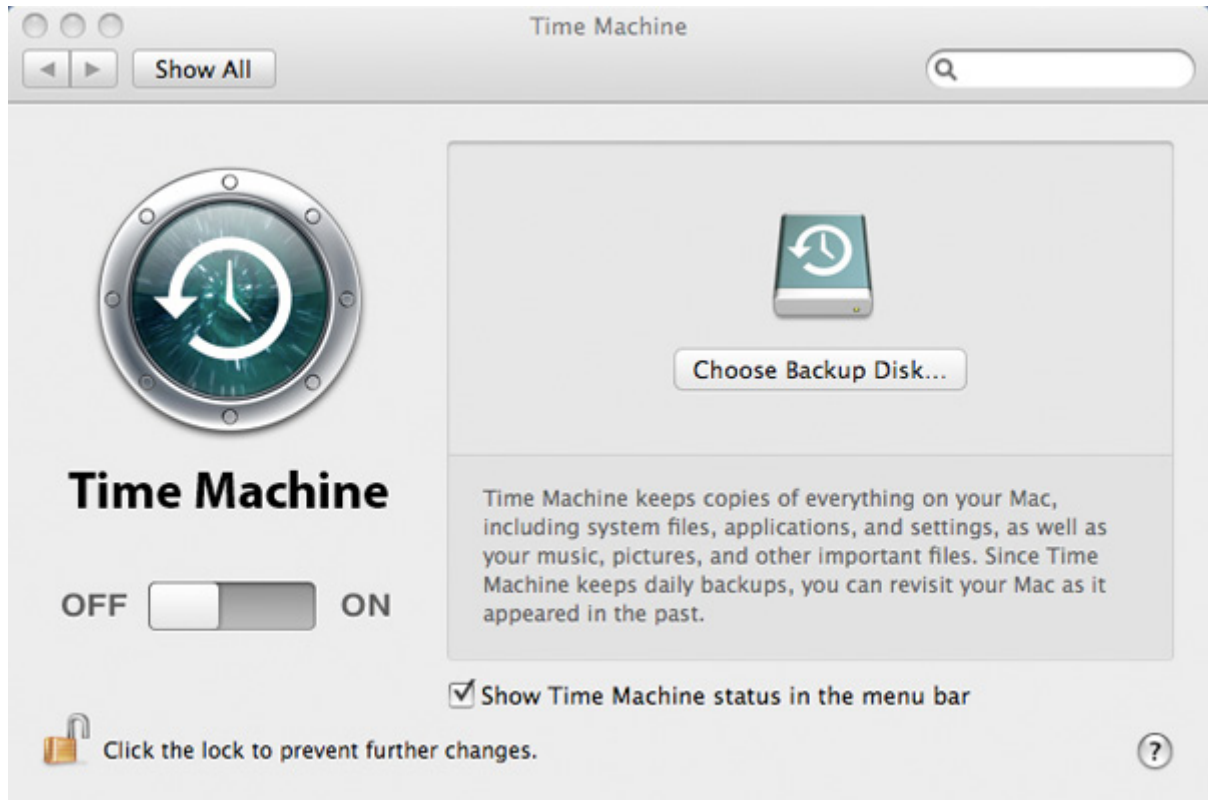 Time Machine
Show All
Choose Backup Disk...
Time Machine
Time Machine keeps copies of everything on your Mac,
including system files, applications, and settings, as well as
your music, pictures, and other important files. Since Time
Machine keeps daily backups, you can revisit your Mac as it
appeared in the past.
OFF ON
Show Time Machine status in the menu bar
Click the lock to prevent further changes.
?